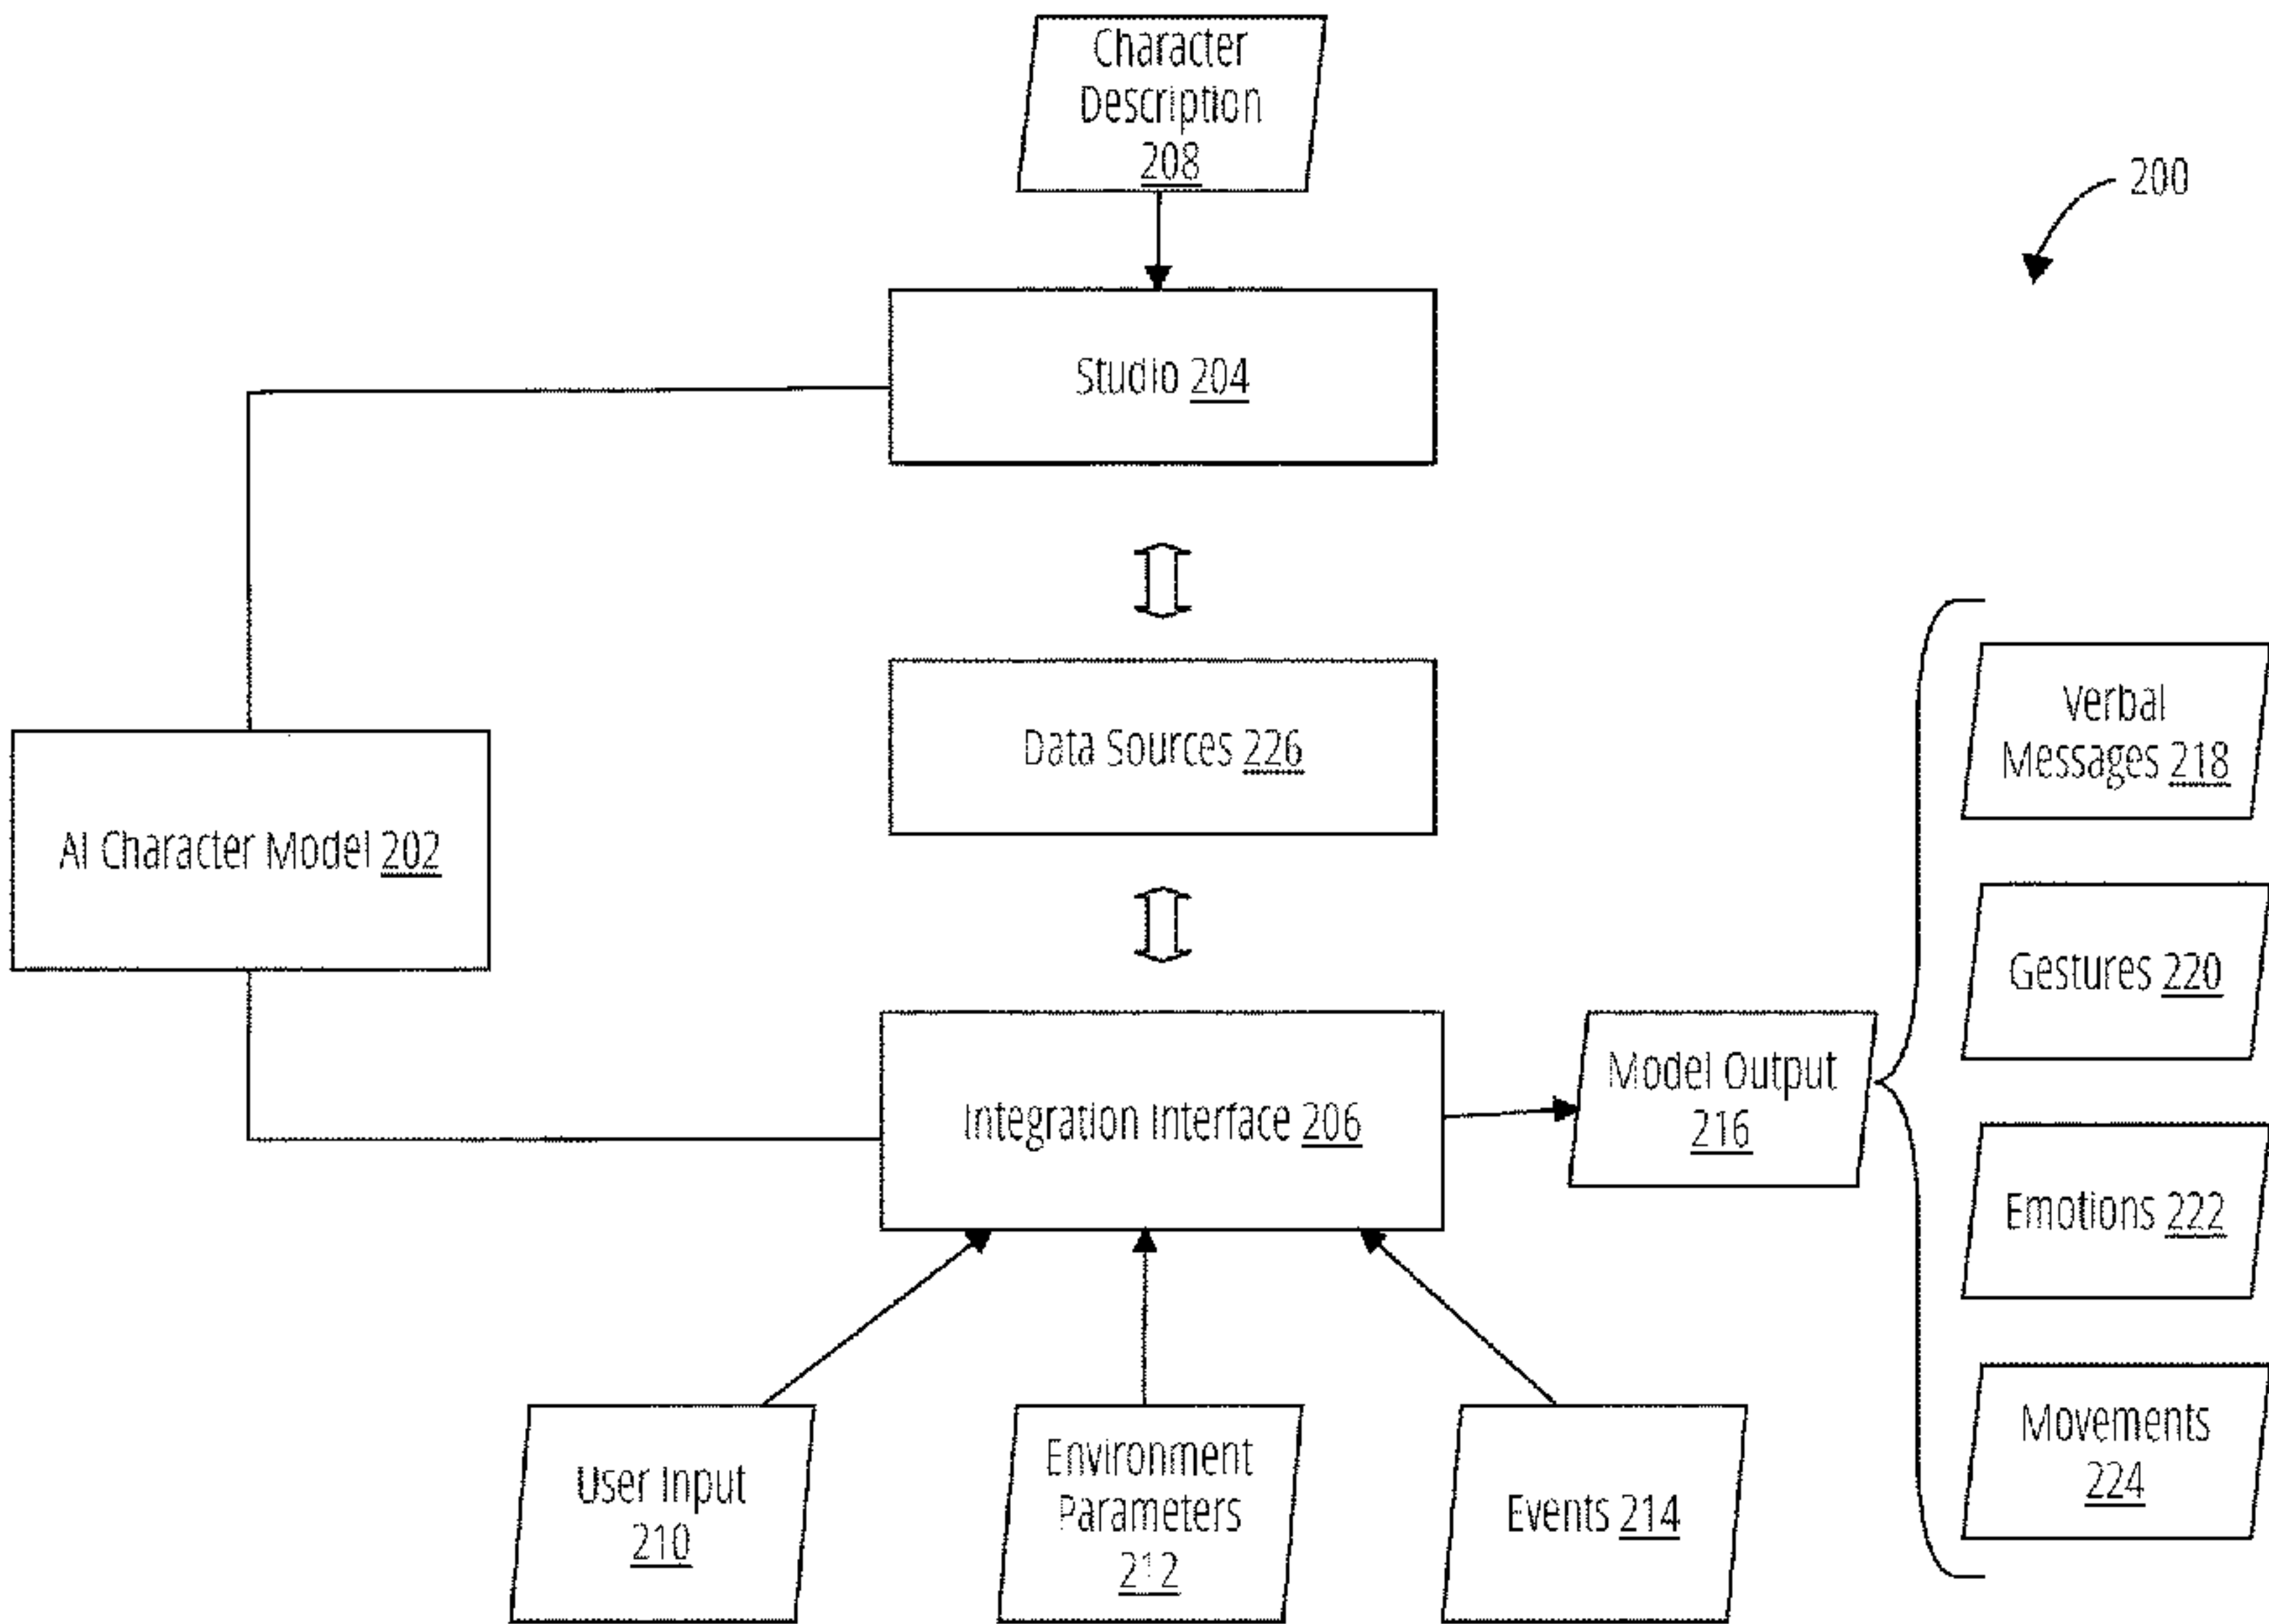 Character
Description
208
200
Studio 204
Data Sources 226
Verbal
Messages 218
AI Character Model 202
Gestures 220
Model Output
216
Integration Interface 206
Emotions 222
Movements
224
User Input
210
Environment
Parameters
212
Events 214